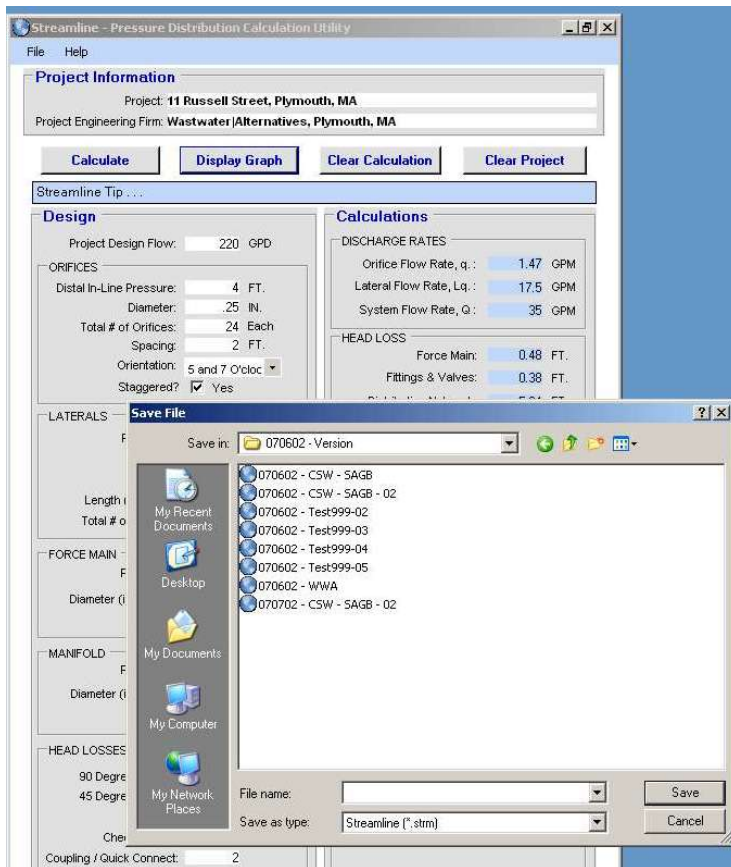 Streamline - Pressure Distribution Calculation Utility
File Help
Project Information
Project: 11 Russell Street, Plymouth, MA
Project Engineering Firm: Wastwater|Alternatives, Plymouth, MA
Calculate Display Graph Clear Calculation Clear Project
Streamline Tip . . .
Design
Project Design Flow: 220 GPD
ORIFICES
Distal In-Line Pressure: 4 FT.
Diameter: .25 IN.
Total # of Orifices: 24 Each
Spacing: 2 FT.
Orientation: 5 and 7 O'cloc
Staggered? Yes
Calculations
DISCHARGE RATES
Orifice Flow Rate, q. : 1.47 GPM
Lateral Flow Rate, Lq. : 17.5 GPM
System Flow Rate, Q : 35 GPM
HEAD LOSS
Force Main: 0.48 FT.
Fittings & Valves: 0.38 FT.
LATERALS
Length
Total #
FORCE MAIN
Diameter (i
MANIFOLD
Diameter (i
HEAD LOSSES
90 Degre
45 Degre
Chec
Coupling / Quick Connect: 2
Save File
Save in: 070602 - Version
My Recent Documents
Desktop
My Documents
My Computer
My Network Places
070602 - CSW - SAGB
070602 - CSW - SAGB - 02
070602 - Test999-02
070602 - Test999-03
070602 - Test999-04
070602 - Test999-05
070602 - WWA
070702 - CSW - SAGB - 02
File name: Save
Save as type: Streamline (*.strm) Cancel